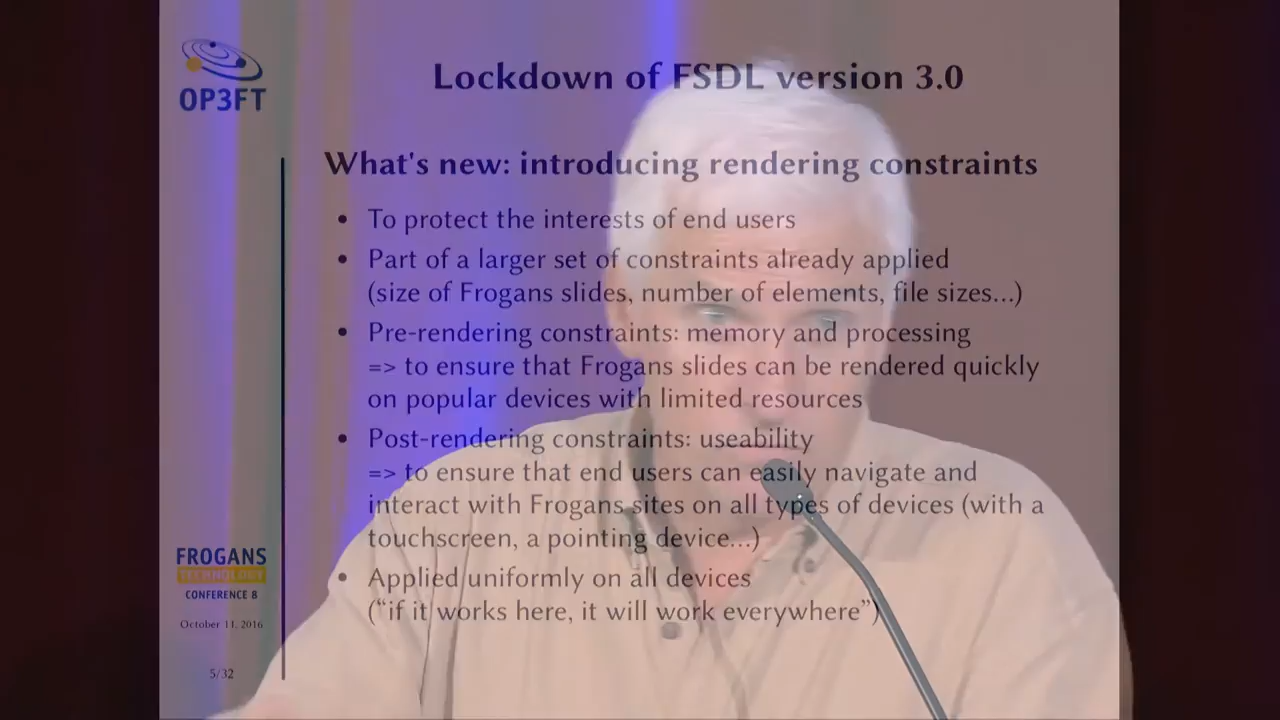 OP3FT
Lockdown of FSDL version 3.0
What's new: introducing rendering constraints
• To protect the interests of end users
• Part of a larger set of constraints already applied
(size of Frogans slides, number of elements, file sizes...)
• Pre-rendering constraints: memory and processing
=> to ensure that Frogans slides can be rendered quickly
on popular devices with limited resources
• Post-rendering constraints: useability
=> to ensure that end users can easily navigate and
interact with Frogans sites on all types of devices (with a
touchscreen, a pointing device...)
• Applied uniformly on all devices
(“if it works here, it will work everywhere”)
FROGANS
TECHNOLOGY
CONFERENCE 8
October 11, 2016
5/32